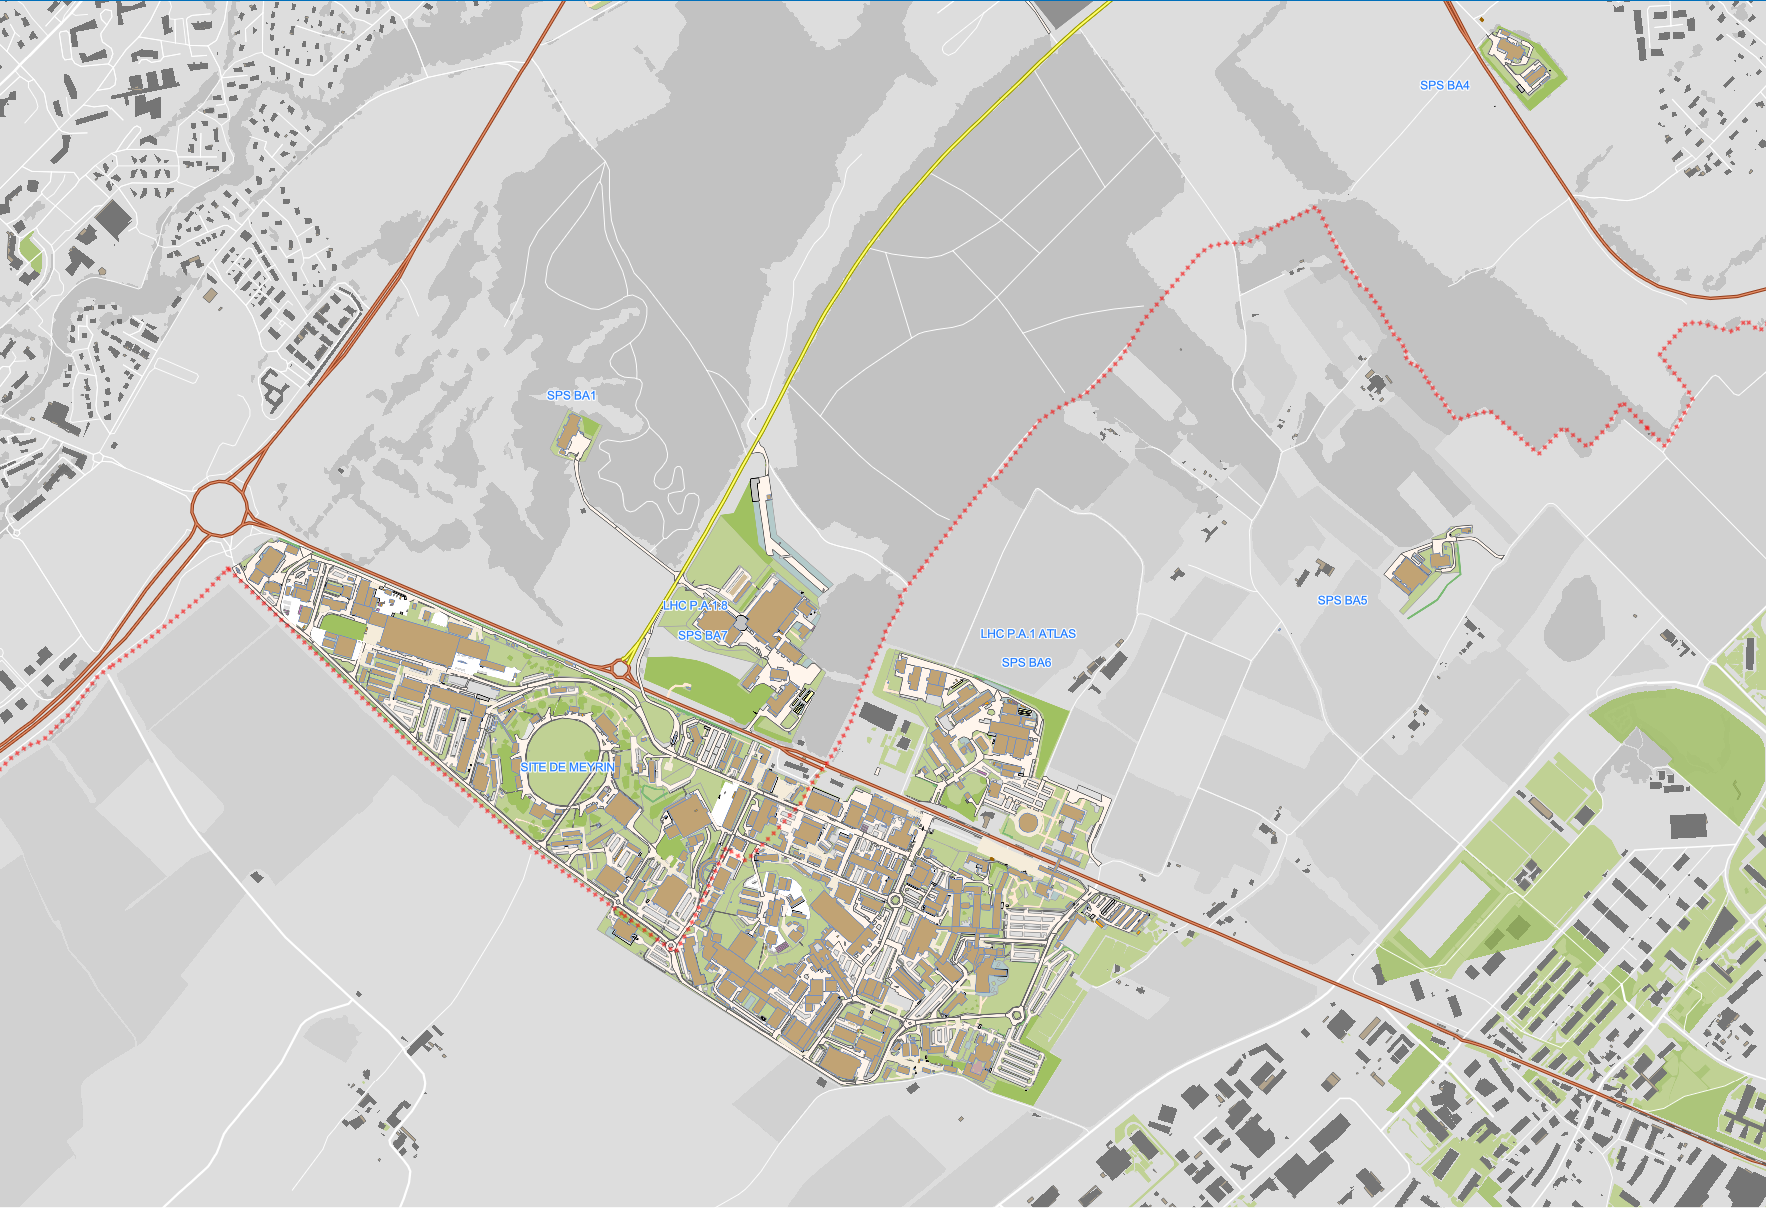 SPS BA4
SPS BA1
LHC P.A.1.8
SPS BA7
SPS BA5
LHC P.A.1 ATLAS
SPS BA6
SITE DE MEYRIN